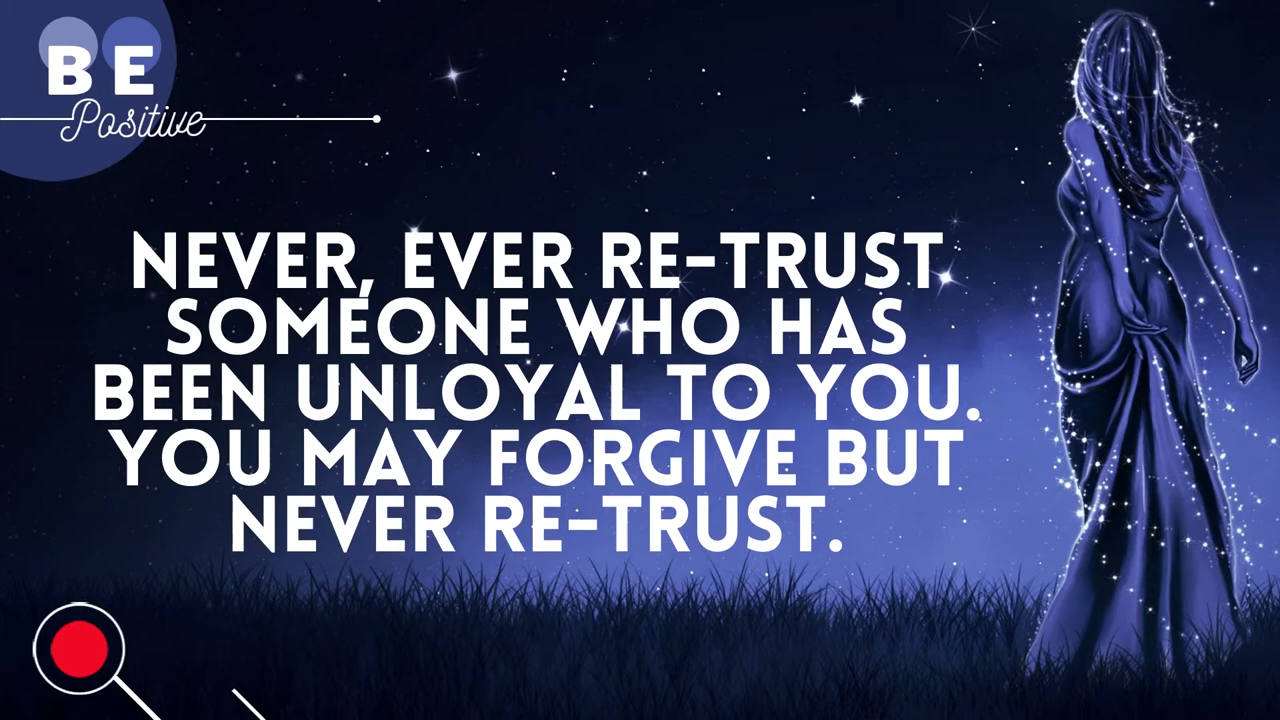 BE
Positive
NEVER, EVER RE-TRUST
SOMEONE WHO HAS
BEEN UNLOYAL TO YOU.
YOU MAY FORGIVE BUT
NEVER RE-TRUST.